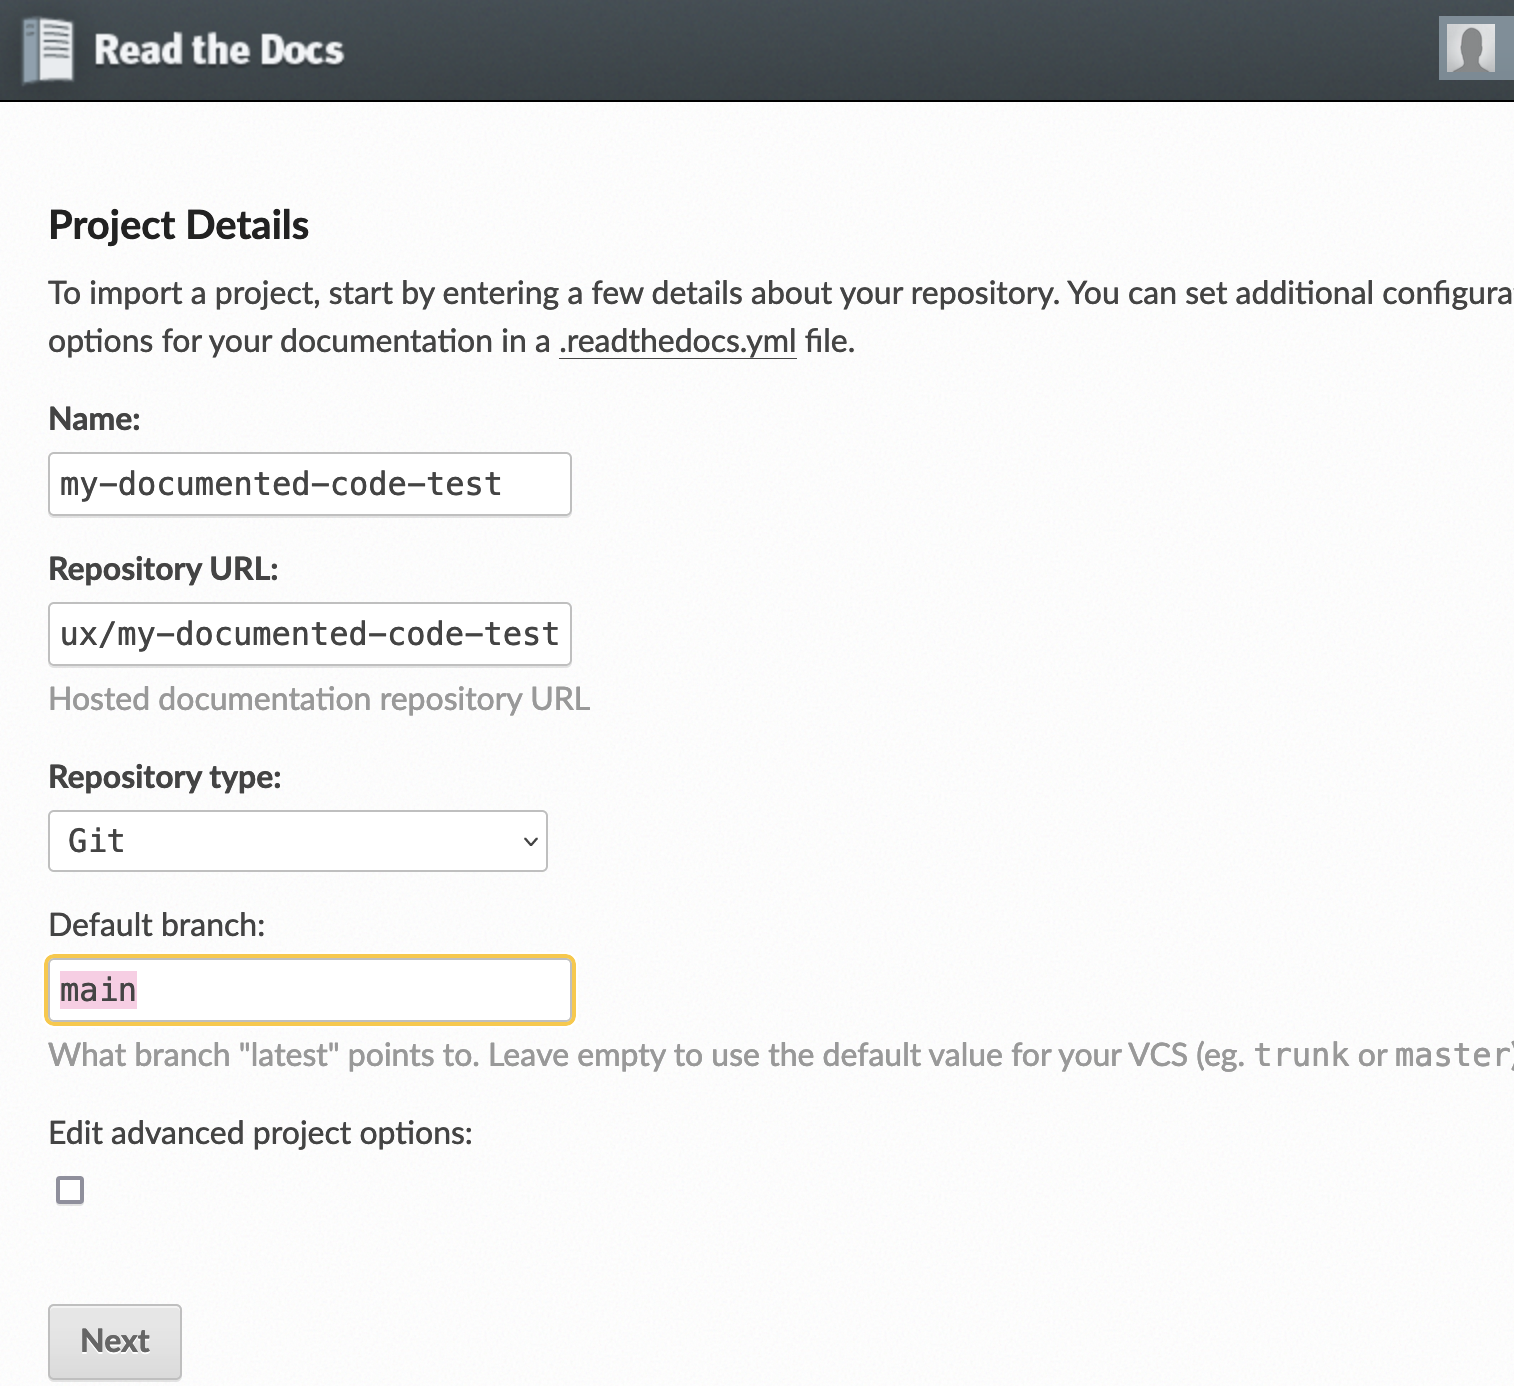 Read the Docs
Project Details
To import a project, start by entering a few details about your repository. You can set additional configura
options for your documentation in a .readthedocs.yml file.
Name:
my-documented-code-test
Repository URL:
ux/my-documented-code-test
Hosted documentation repository URL
Repository type:
Git
Default branch:
main
What branch "latest" points to. Leave empty to use the default value for your VCS (eg. trunk or master)
Edit advanced project options:
Next